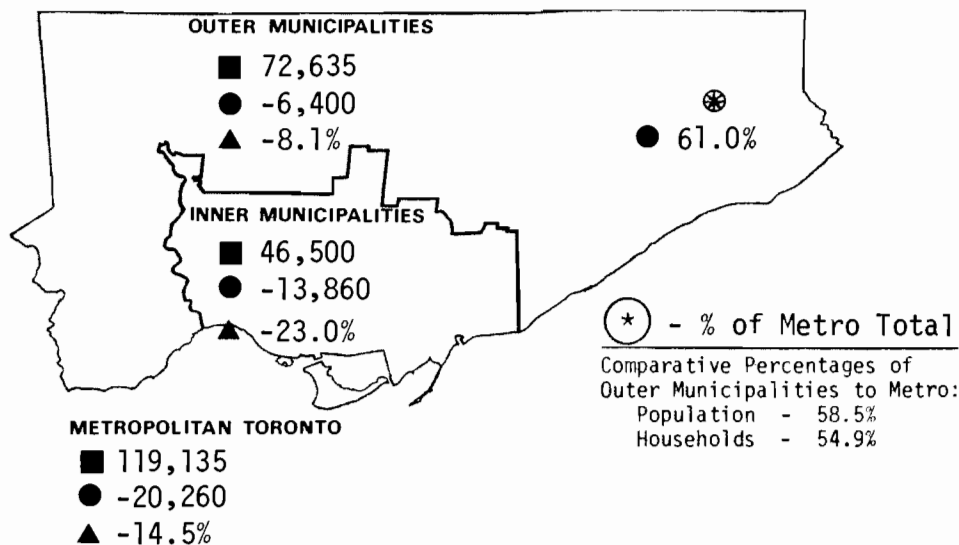 OUTER MUNICIPALITIES
■ 72,635
● -6,400
▲ -8.1%
● 61.0%
INNER MUNICIPALITIES
■ 46,500
● -13,860
▲ -23.0%
* - % of Metro Total
Comparative Percentages of
Outer Municipalities to Metro:
Population - 58.5%
Households - 54.9%
METROPOLITAN TORONTO
■ 119,135
● -20,260
▲ -14.5%